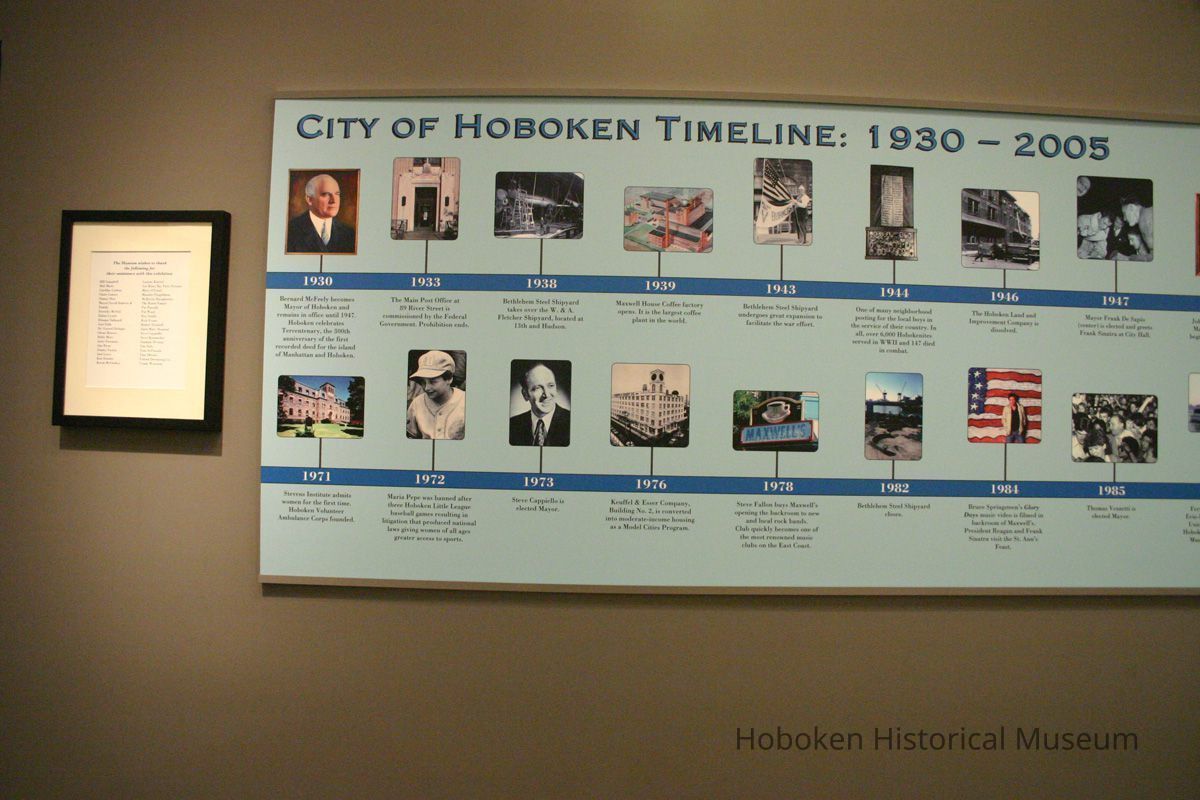 CITY OF HOBOKEN TIMELINE: 1930 – 2005
The Museum wishes to thank
the following for
their assistance with this exhibition
1930
Bernard McFeely becomes
Mayor of Hoboken and
remains in office until 1947.
Hoboken celebrates
Terventenary, the 300th
anniversary of the first
recorded deed for the island
of Manhattan and Hoboken.
1933
The Main Post Office at
89 River Street is
commissioned by the Federal
Government. Prohibition ends.
1938
Bethlehem Steel Shipyard
takes over the W. & A.
Fletcher Shipyard, located at
13th and Hudson.
1939
Maxwell House Coffee factory
opens. It is the largest coffee
plant in the world.
1943
Bethlehem Steel Shipyard
undergoes great expansion to
facilitate the war effort.
1944
One of many neighborhood
posting for the local boys in
the service of their country. In
all, over 6,000 Hobokenites
served in WWII and 147 died
in combat.
1946
The Hoboken Land and
Improvement Company is
dissolved.
1947
Mayor Frank De Sapio
(center) is elected and greets
Frank Sinatra at City Hall.
MAXWELL'S
1971
Stevens Institute admits
women for the first time.
Hoboken Volunteer
Ambulance Corps founded.
1972
Maria Pepe was banned after
three Hoboken Little League
baseball games resulting in
litigation that produced national
laws giving women of all ages
greater access to sports.
1973
Steve Cappiello is
elected Mayor.
1976
Keuffel & Esser Company,
Building No. 2, is converted
into moderate-income housing
as a Model Cities Program.
1978
Steve Fallon buys Maxwell's
opening the backroom to new
and local rock bands.
Club quickly becomes one of
the most renowned music
clubs on the East Coast.
1982
Bethlehem Steel Shipyard
closes.
1984
Bruce Springsteen's Glory
Days music video is filmed in
backroom of Maxwell's.
President Reagan and Frank
Sinatra visit the St. Ann's
Feast.
1985
Thomas Vezzetti is
elected Mayor.
Hoboken Historical Museum